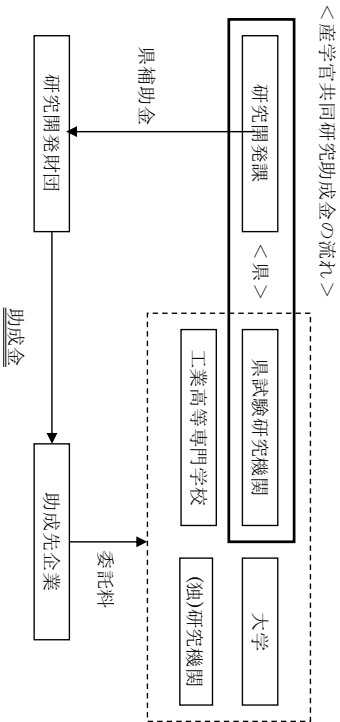 ＜産学官共同研究助成金の流れ＞
研究開発課
＜県＞
県試験研究機関
大学
工業高等専門学校
(独)研究機関
県補助金
委託料
研究開発財団
助成金
助成先企業